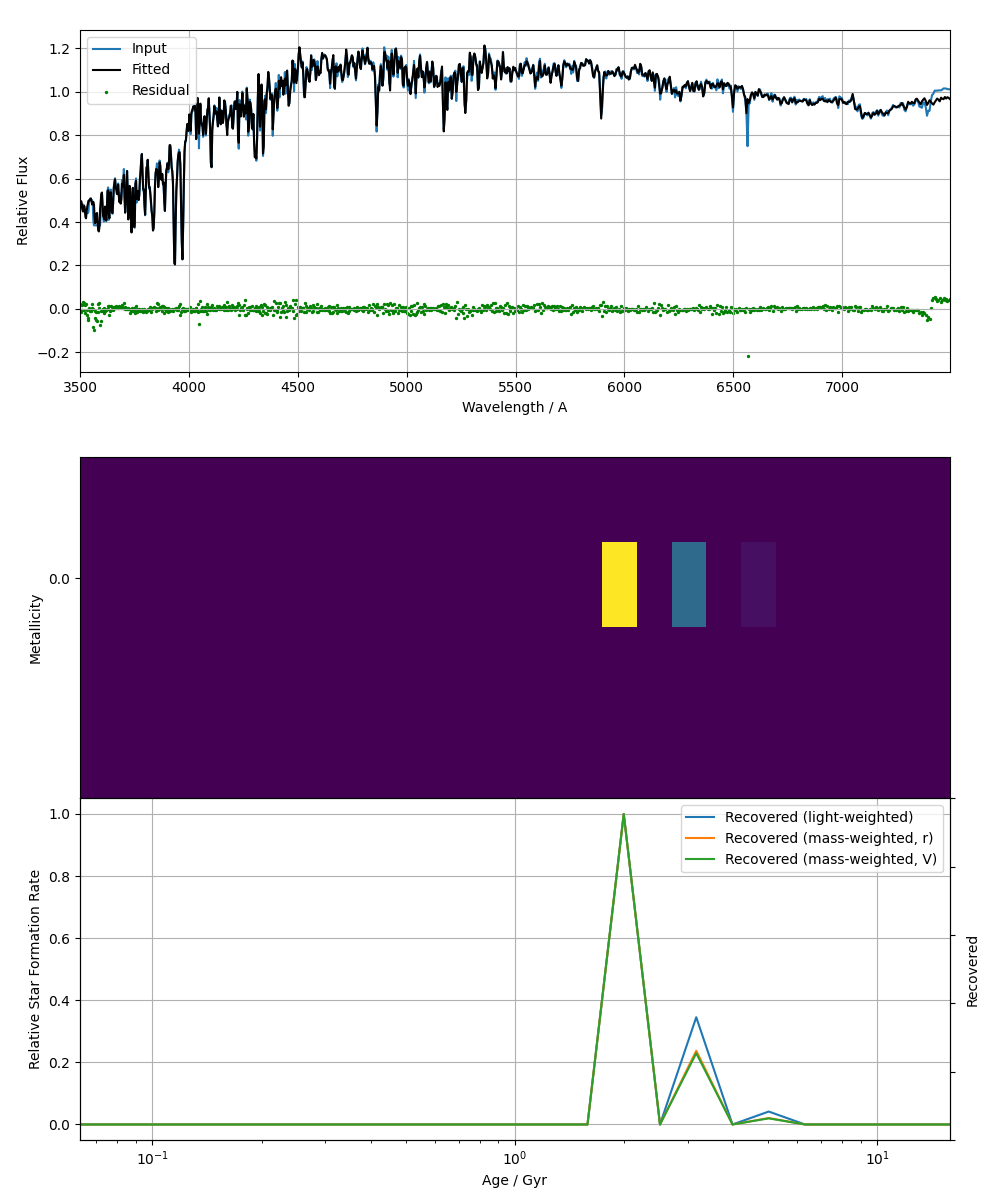 Input
Fitted
Residual
1.2
1.0
0.8
0.6
0.4
0.2
0.0
−0.2
Relative Flux
3500 4000 4500 5000 5500 6000 6500 7000
Wavelength / A
0.0
Metallicity
Recovered (light-weighted)
Recovered (mass-weighted, r)
Recovered (mass-weighted, V)
1.0
0.8
0.6
0.4
0.2
0.0
Relative Star Formation Rate
Recovered
10⁻¹ 10⁰ 10¹
Age / Gyr